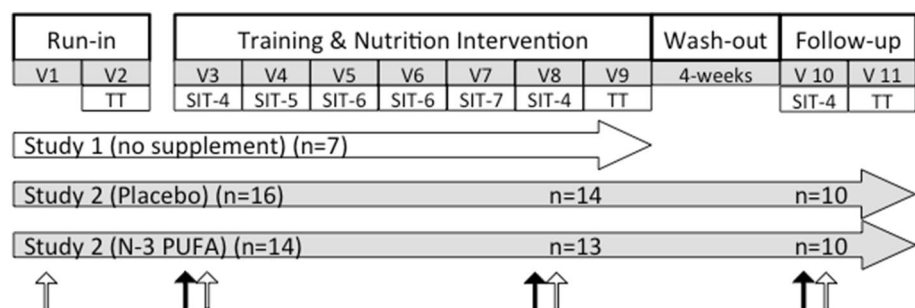 Run-in Training & Nutrition Intervention Wash-out Follow-up
V1 V2 V3 V4 V5 V6 V7 V8 V9 4-weeks V 10 V 11
TT SIT-4 SIT-5 SIT-6 SIT-6 SIT-7 SIT-4 TT SIT-4 TT
Study 1 (no supplement) (n=7)
Study 2 (Placebo) (n=16) n=14 n=10
Study 2 (N-3 PUFA) (n=14) n=13 n=10